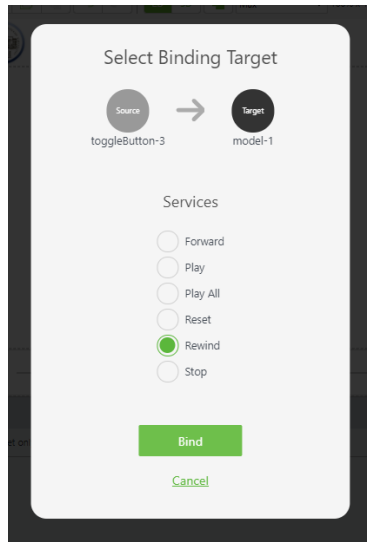 Select Binding Target
Source
Target
toggleButton-3
model-1
Services
Forward
Play
Play All
Reset
Rewind
Stop
Bind
Cancel